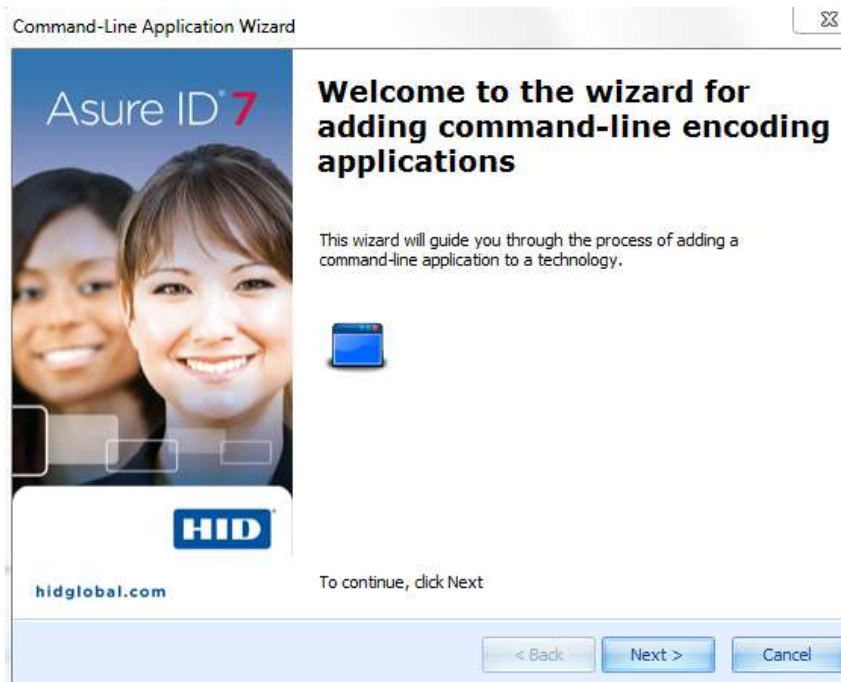 Command-Line Application Wizard
Asure ID® 7
Welcome to the wizard for
adding command-line encoding
applications
This wizard will guide you through the process of adding a
command-line application to a technology.
HID
hidglobal.com
To continue, click Next
< Back
Next >
Cancel